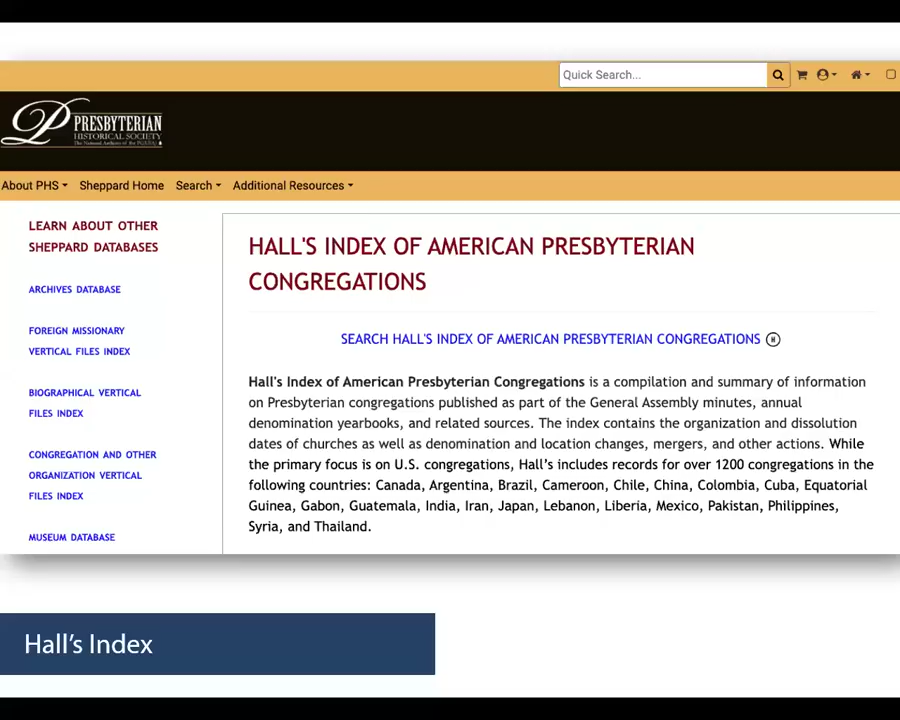 Quick Search...
PRESBYTERIAN
HISTORICAL SOCIETY
About PHS
Sheppard Home
Search
Additional Resources
LEARN ABOUT OTHER
SHEPPARD DATABASES
ARCHIVES DATABASE
FOREIGN MISSIONARY
VERTICAL FILES INDEX
BIOGRAPHICAL VERTICAL
FILES INDEX
CONGREGATION AND OTHER
ORGANIZATION VERTICAL
FILES INDEX
MUSEUM DATABASE
HALL'S INDEX OF AMERICAN PRESBYTERIAN
CONGREGATIONS
SEARCH HALL'S INDEX OF AMERICAN PRESBYTERIAN CONGREGATIONS H
Hall's Index of American Presbyterian Congregations is a compilation and summary of information
on Presbyterian congregations published as part of the General Assembly minutes, annual
denomination yearbooks, and related sources. The index contains the organization and dissolution
dates of churches as well as denomination and location changes, mergers, and other actions. While
the primary focus is on U.S. congregations, Hall's includes records for over 1200 congregations in the
following countries: Canada, Argentina, Brazil, Cameroon, Chile, China, Colombia, Cuba, Equatorial
Guinea, Gabon, Guatemala, India, Iran, Japan, Lebanon, Liberia, Mexico, Pakistan, Philippines,
Syria, and Thailand.
Hall's Index